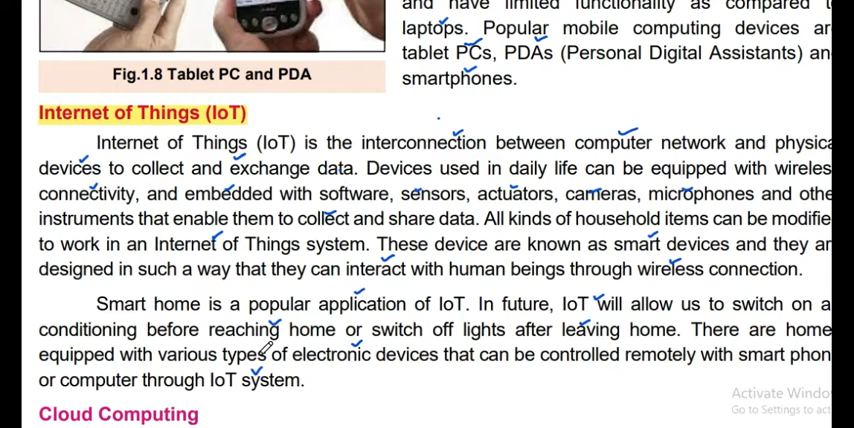 and have limited functionality as compared t
laptops. Popular mobile computing devices ar
tablet PCs, PDAs (Personal Digital Assistants) an
smartphones.
Fig.1.8 Tablet PC and PDA
Internet of Things (IoT)
Internet of Things (IoT) is the interconnection between computer network and physica
devices to collect and exchange data. Devices used in daily life can be equipped with wireles
connectivity, and embedded with software, sensors, actuators, cameras, microphones and othe
instruments that enable them to collect and share data. All kinds of household items can be modifie
to work in an Internet of Things system. These device are known as smart devices and they ar
designed in such a way that they can interact with human beings through wireless connection.
Smart home is a popular application of IoT. In future, IoT will allow us to switch on a
conditioning before reaching home or switch off lights after leaving home. There are home
equipped with various types of electronic devices that can be controlled remotely with smart phon
or computer through IoT system.
Activate Windo
Go to Settings to act
Cloud Computing